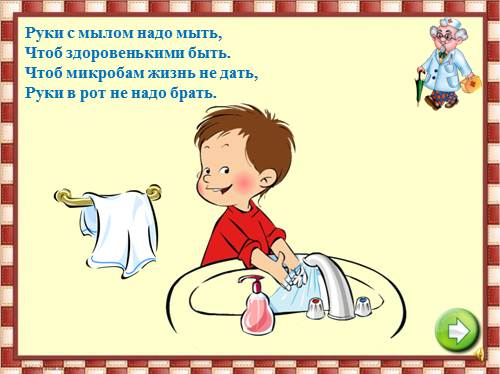 Руки с мылом надо мыть,
Чтоб здоровенькими быть.
Чтоб микробам жизнь не дать,
Руки в рот не надо брать.